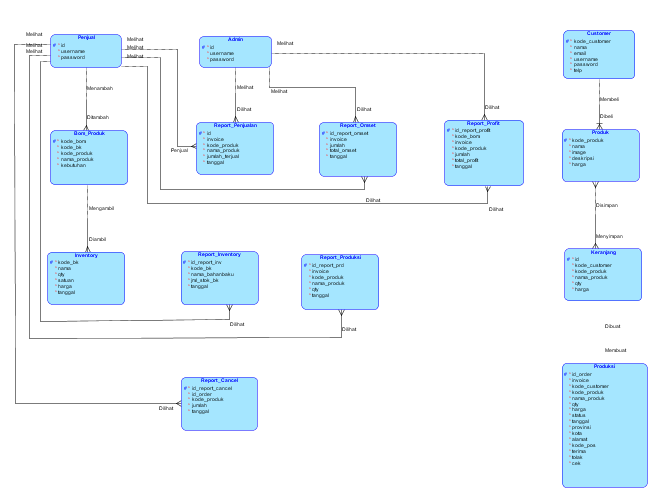 Penjual
# * id
* username
* password
Melihat
Melihat
Melihat
Melihat
Melihat
Melihat
Admin
# * id
* username
* password
Melihat
Customer
# * kode_customer
* nama
* email
* username
* password
* telp
Menambah
Ditambah
Melihat
Dilihat
Melihat
Dilihat
Dilihat
Membeli
Dibeli
Bom_Produk
# * kode_bom
* kode_bk
* kode_produk
* nama_produk
* kebutuhan
Penjual
Report_Penjualan
# * id
* invoice
* kode_produk
* nama_produk
* jumlah_terjual
* tanggal
Report_Omset
# * id_report_omset
* invoice
* jumlah
* total_omset
* tanggal
Report_Profit
# * id_report_profit
* kode_bom
* invoice
* kode_produk
* jumlah
* total_profit
* tanggal
Produk
# * kode_produk
* nama
* image
* deskripsi
* harga
Mengambil
Diambil
Dilihat
Dilihat
Disimpan
Menyimpan
Inventory
# * kode_bk
* nama
* qty
* satuan
* harga
* tanggal
Report_Inventory
# * id_report_inv
* kode_bk
* nama_bahanbaku
* jml_stok_bk
* tanggal
Report_Produksi
# * id_report_prd
* invoice
* kode_produk
* nama_produk
* qty
* tanggal
Keranjang
# * id
* kode_customer
* kode_produk
* nama_produk
* qty
* harga
Dilihat
Dilihat
Dibuat
Membuat
Report_Cancel
# * id_report_cancel
* id_order
* kode_produk
* jumlah
* tanggal
Dilihat
Produksi
# * id_order
* invoice
* kode_customer
* kode_produk
* nama_produk
* qty
* harga
* status
* tanggal
* provinsi
* kota
* alamat
* kode_pos
* terima
* tolak
* cek